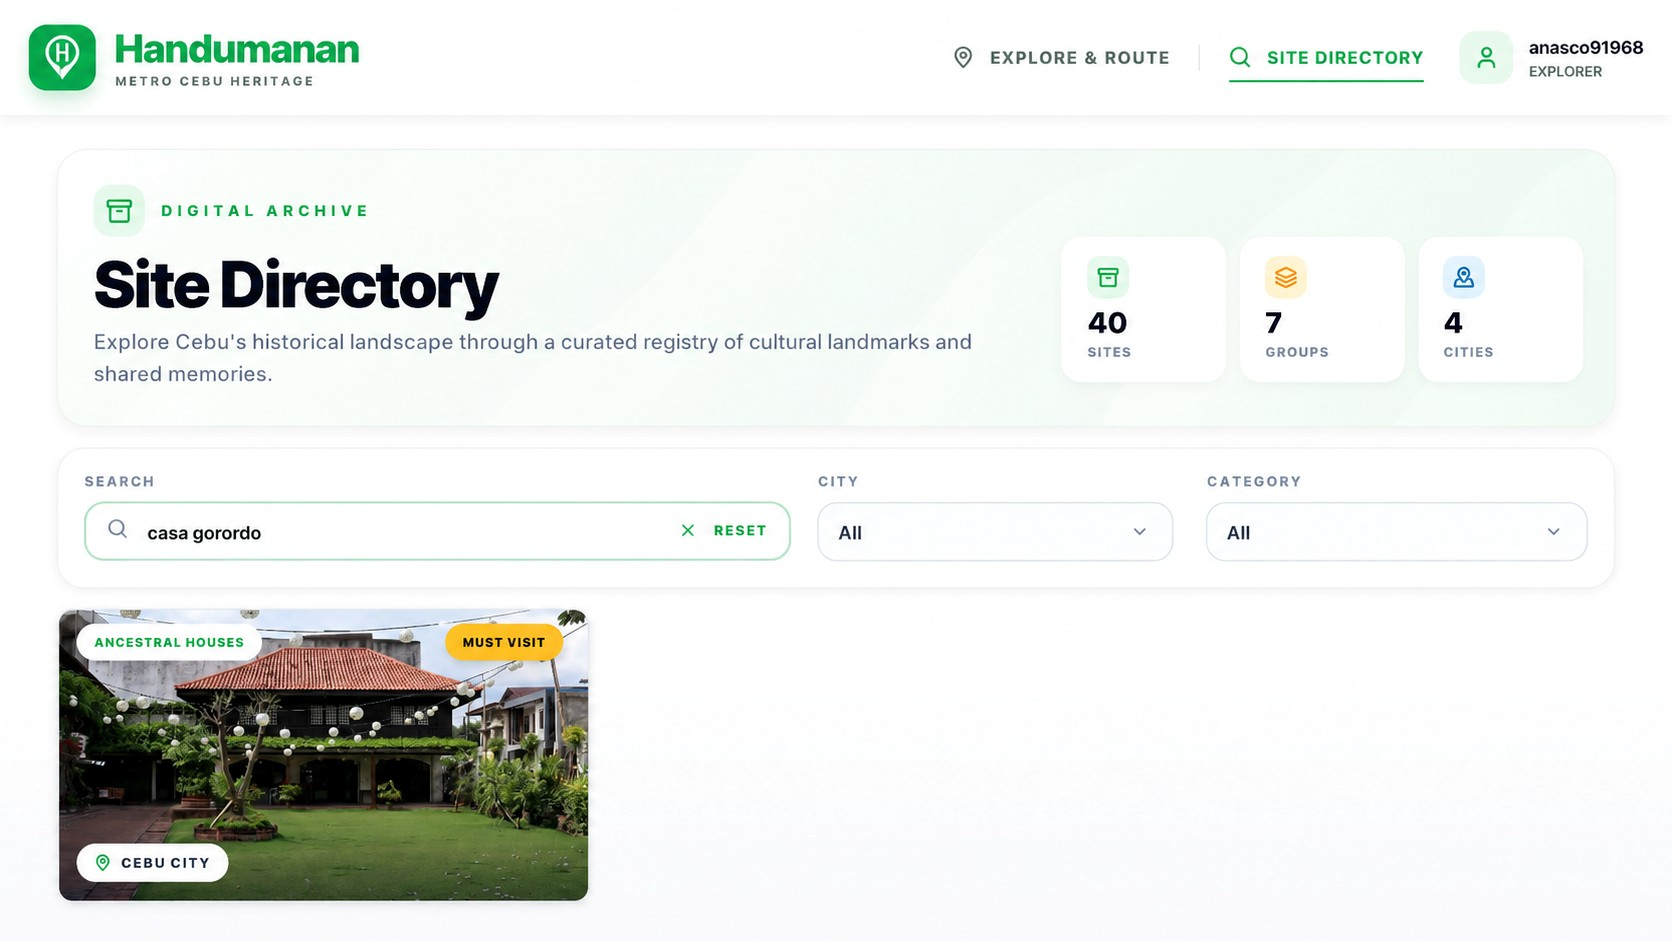 H
Handumanan
METRO CEBU HERITAGE
EXPLORE & ROUTE
SITE DIRECTORY
anasco91968
EXPLORER
DIGITAL ARCHIVE
Site Directory
Explore Cebu's historical landscape through a curated registry of cultural landmarks and
shared memories.
40
SITES
7
GROUPS
4
CITIES
SEARCH
casa gorordo
RESET
CITY
All
CATEGORY
All
ANCESTRAL HOUSES
MUST VISIT
CEBU CITY